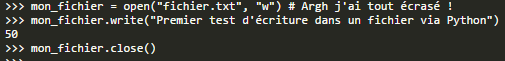 >>> mon_fichier = open("fichier.txt", "w") # Argh j'ai tout écrasé !
>>> mon_fichier.write("Premier test d'écriture dans un fichier via Python")
50
>>> mon_fichier.close()
>>>